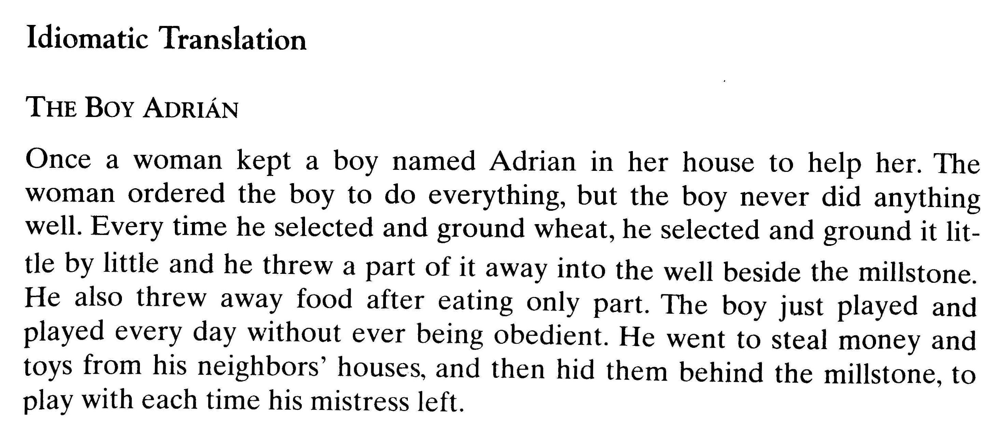 Idiomatic Translation
THE BOY ADRIÁN
Once a woman kept a boy named Adrian in her house to help her. The
woman ordered the boy to do everything, but the boy never did anything
well. Every time he selected and ground wheat, he selected and ground it lit-
tle by little and he threw a part of it away into the well beside the millstone.
He also threw away food after eating only part. The boy just played and
played every day without ever being obedient. He went to steal money and
toys from his neighbors’ houses, and then hid them behind the millstone, to
play with each time his mistress left.